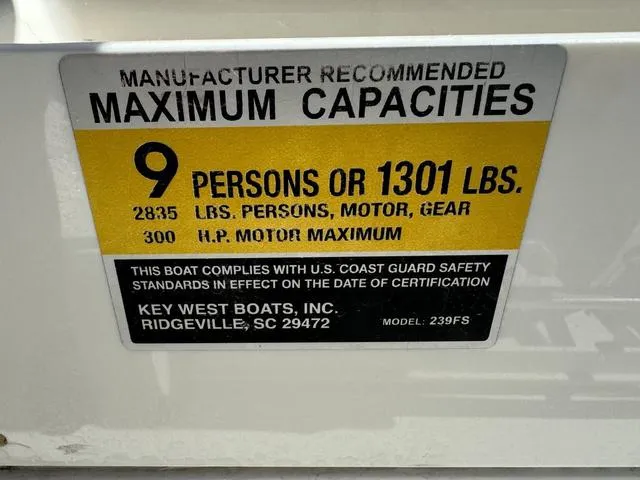 MANUFACTURER RECOMMENDED
MAXIMUM CAPACITIES
9 PERSONS OR 1301 LBS.
2835 LBS. PERSONS, MOTOR, GEAR
300 H.P. MOTOR MAXIMUM
THIS BOAT COMPLIES WITH U.S. COAST GUARD SAFETY
STANDARDS IN EFFECT ON THE DATE OF CERTIFICATION
KEY WEST BOATS, INC.
RIDGEVILLE, SC 29472 MODEL: 239FS